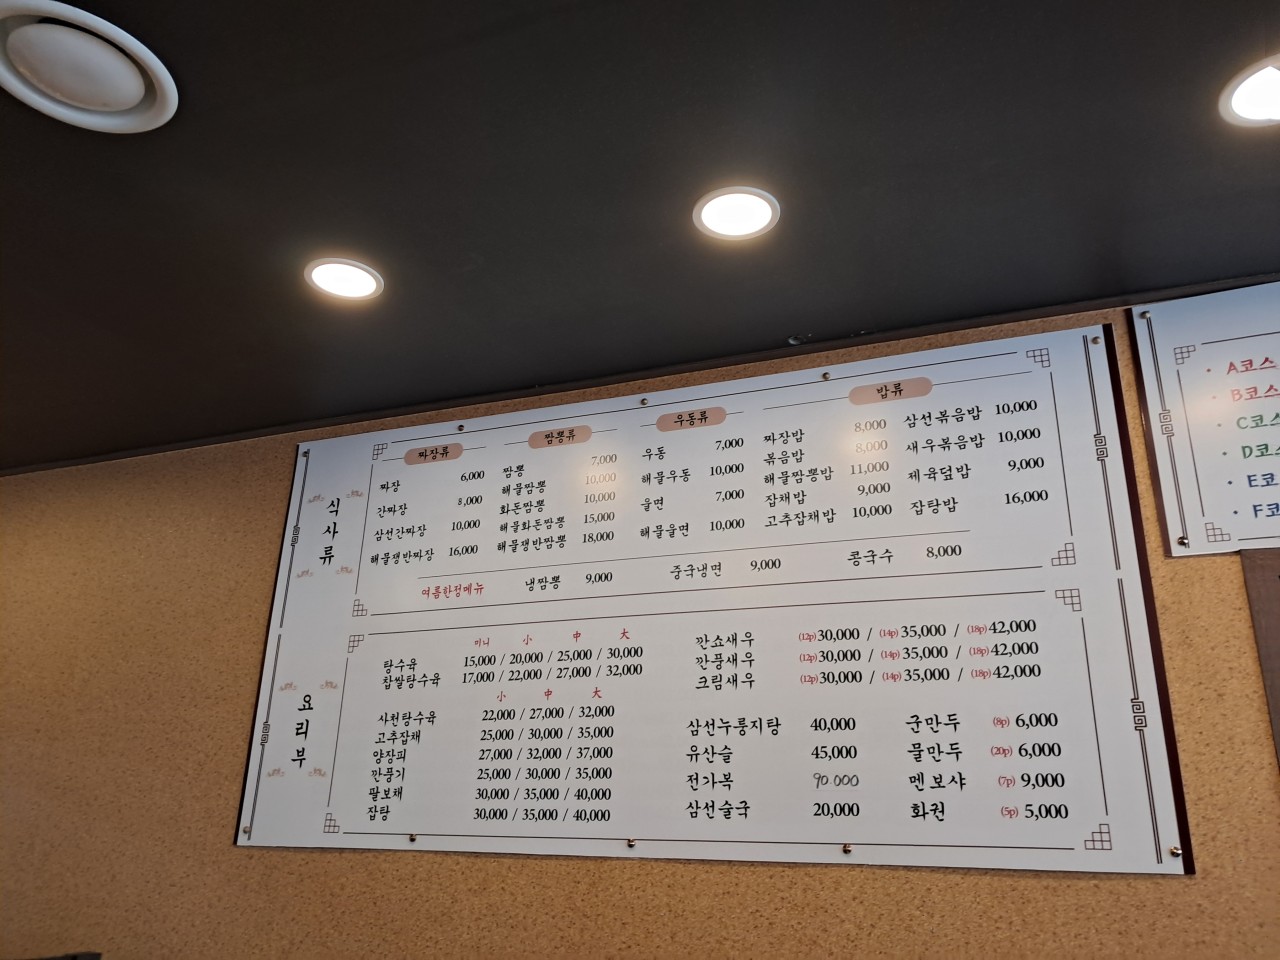 식사류
짜장류
짜장 6,000
간짜장 8,000
삼선간짜장 10,000
해물쟁반짜장 16,000
짬뽕류
짬뽕 7,000
해물짬뽕 10,000
화돈짬뽕 10,000
해물화돈짬뽕 15,000
해물쟁반짬뽕 18,000
우동류
우동 7,000
해물우동 10,000
울면 7,000
해물울면 10,000
밥류
짜장밥 8,000 삼선볶음밥 10,000
볶음밥 8,000 새우볶음밥 10,000
해물짬뽕밥 11,000 제육덮밥 9,000
잡채밥 9,000 잡탕밥 16,000
고추잡채밥 10,000
여름한정메뉴 냉짬뽕 9,000 중국냉면 9,000 콩국수 8,000
요리부
미니 小 中 大
탕수육 15,000 / 20,000 / 25,000 / 30,000
찹쌀탕수육 17,000 / 22,000 / 27,000 / 32,000
小 中 大
사천탕수육 22,000 / 27,000 / 32,000
고추잡채 25,000 / 30,000 / 35,000
양장피 27,000 / 32,000 / 37,000
깐풍기 25,000 / 30,000 / 35,000
팔보채 30,000 / 35,000 / 40,000
잡탕 30,000 / 35,000 / 40,000
깐쇼새우 (12p)30,000 / (14p)35,000 / (18p)42,000
깐풍새우 (12p)30,000 / (14p)35,000 / (18p)42,000
크림새우 (12p)30,000 / (14p)35,000 / (18p)42,000
삼선누룽지탕 40,000 군만두 (8p) 6,000
유산슬 45,000 물만두 (20p) 6,000
전가복 90.000 멘보샤 (7p) 9,000
삼선술국 20,000 화권 (5p) 5,000
· A코스
· B코스
· C코스
· D코스
· E코
· F코